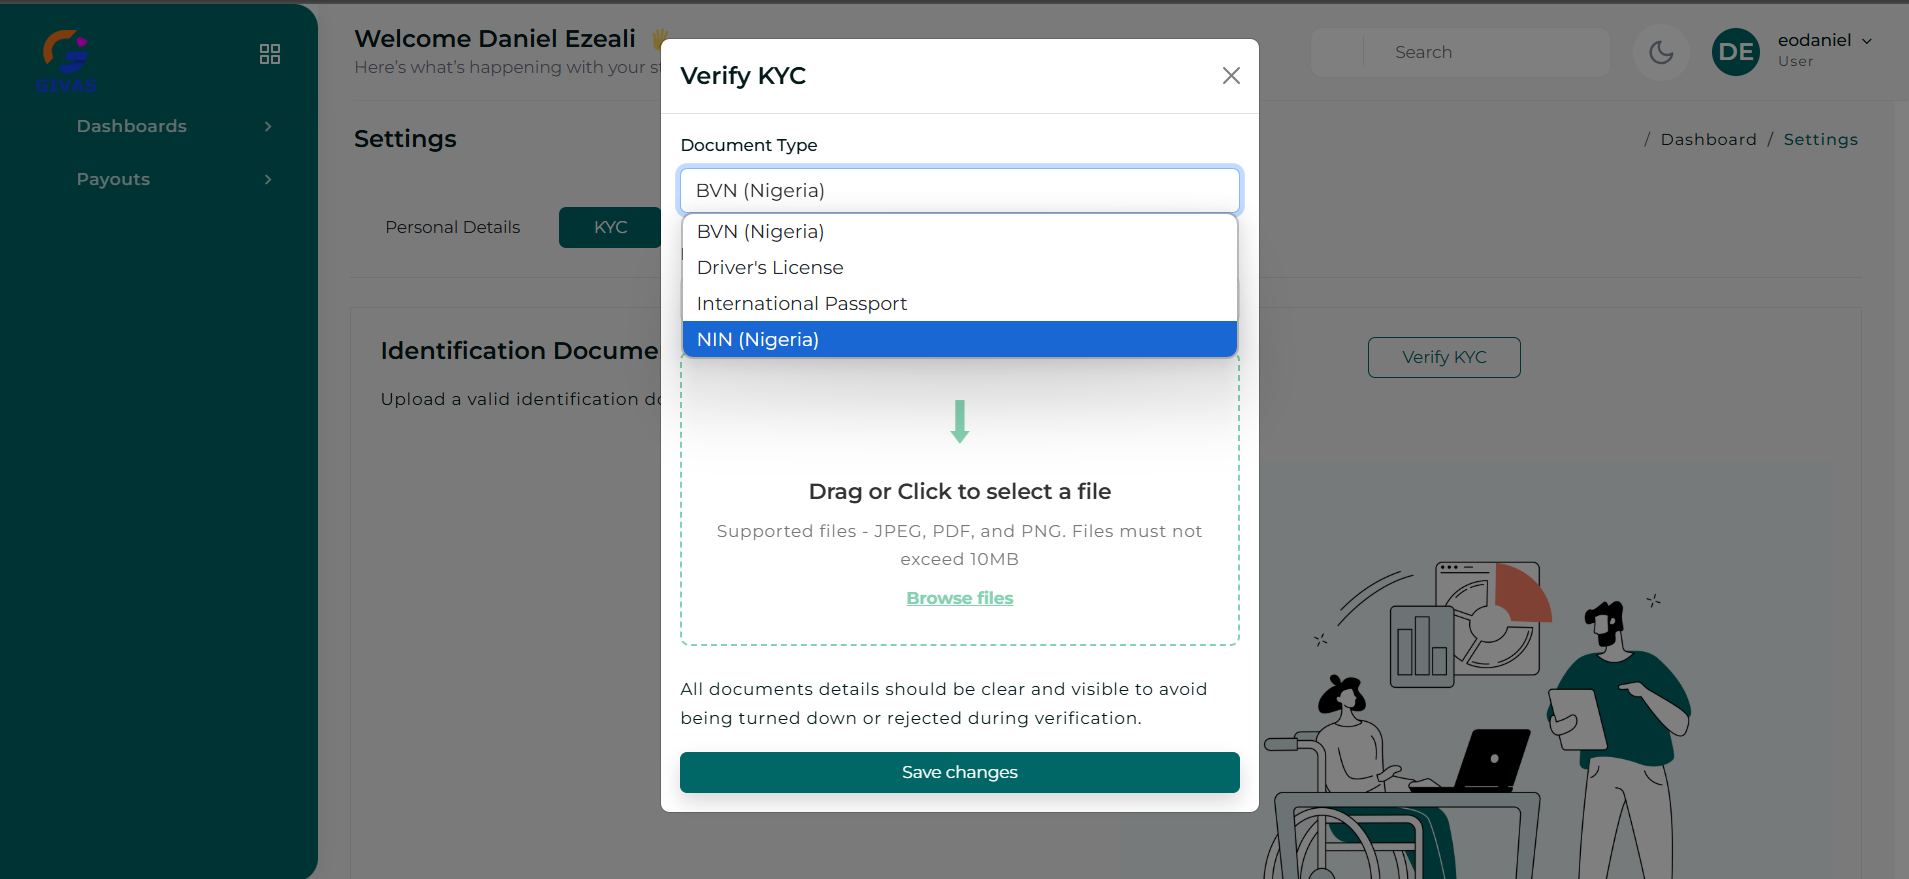 GIVAS
Dashboards
Payouts
Welcome Daniel Ezeali
Here's what's happening with your
Search
DE
eodaniel
User
Settings
/ Dashboard / Settings
Personal Details
KYC
Identification
Upload a valid identification
Verify KYC
Verify KYC
Document Type
BVN (Nigeria)
BVN (Nigeria)
Driver's License
International Passport
NIN (Nigeria)
Drag or Click to select a file
Supported files - JPEG, PDF, and PNG. Files must not
exceed 10MB
Browse files
All documents details should be clear and visible to avoid
being turned down or rejected during verification.
Save changes